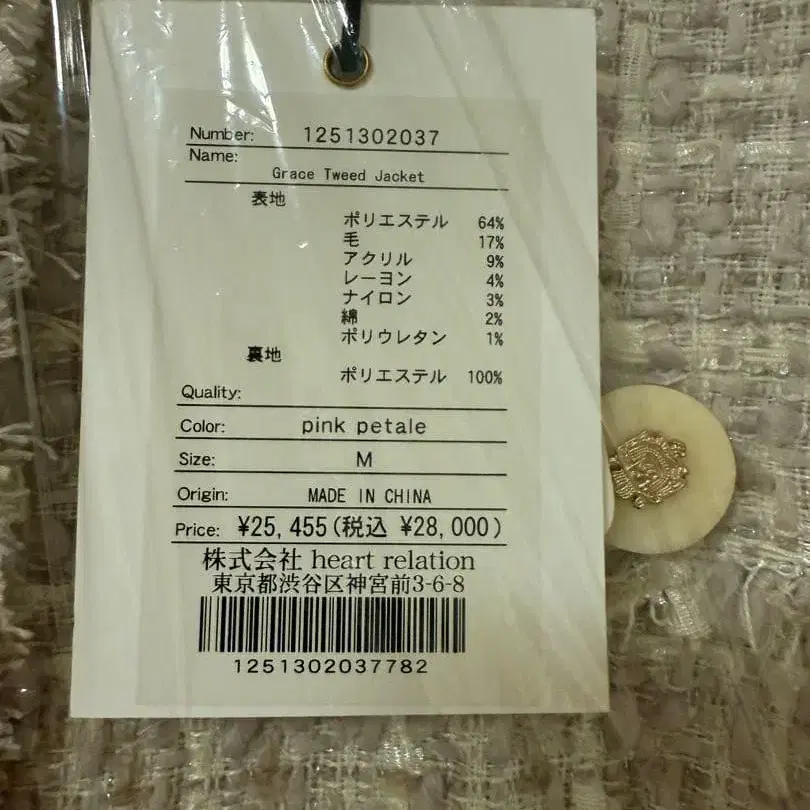 Number: 1251302037
Name:
Grace Tweed Jacket
表地
ポリエステル 64%
毛 17%
アクリル 9%
レーヨン 4%
ナイロン 3%
綿 2%
ポリウレタン 1%
裏地
ポリエステル 100%
Quality:
Color: pink petale
Size: M
Origin: MADE IN CHINA
Price: ¥25,455(税込 ¥28,000)
株式会社 heart relation
東京都渋谷区神宮前3-6-8
1251302037782